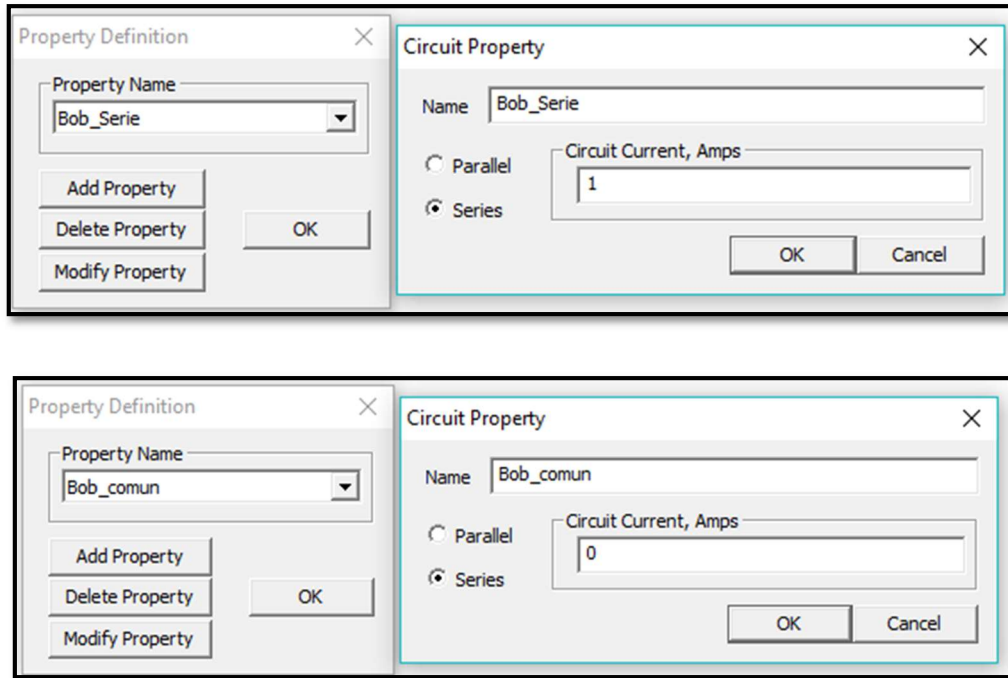 Property Definition
Property Name
Bob_Serie
Add Property
Delete Property
OK
Modify Property
Circuit Property
Name Bob_Serie
Parallel
Series
Circuit Current, Amps
1
OK Cancel
Property Definition
Property Name
Bob_comun
Add Property
Delete Property
OK
Modify Property
Circuit Property
Name Bob_comun
Parallel
Series
Circuit Current, Amps
0
OK Cancel